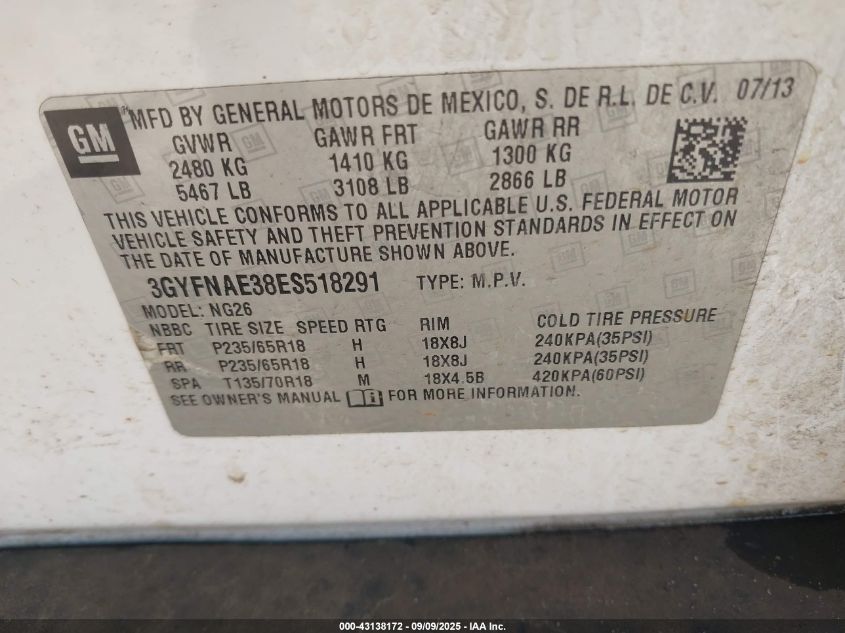 GM
MFD BY GENERAL MOTORS DE MEXICO, S. DE R.L. DE C.V. 07/13
GVWR GAWR FRT GAWR RR
2480 KG 1410 KG 1300 KG
5467 LB 3108 LB 2866 LB
THIS VEHICLE CONFORMS TO ALL APPLICABLE U.S. FEDERAL MOTOR
VEHICLE SAFETY AND THEFT PREVENTION STANDARDS IN EFFECT ON
THE DATE OF MANUFACTURE SHOWN ABOVE.
3GYFNAE38ES518291 TYPE: M.P.V.
MODEL: NG26
NBBC TIRE SIZE SPEED RTG RIM COLD TIRE PRESSURE
FRT P235/65R18 H 18X8J 240KPA(35PSI)
RR P235/65R18 H 18X8J 240KPA(35PSI)
SPA T135/70R18 M 18X4.5B 420KPA(60PSI)
SEE OWNER'S MANUAL i FOR MORE INFORMATION.
000-43138172 - 09/09/2025 - IAA Inc.